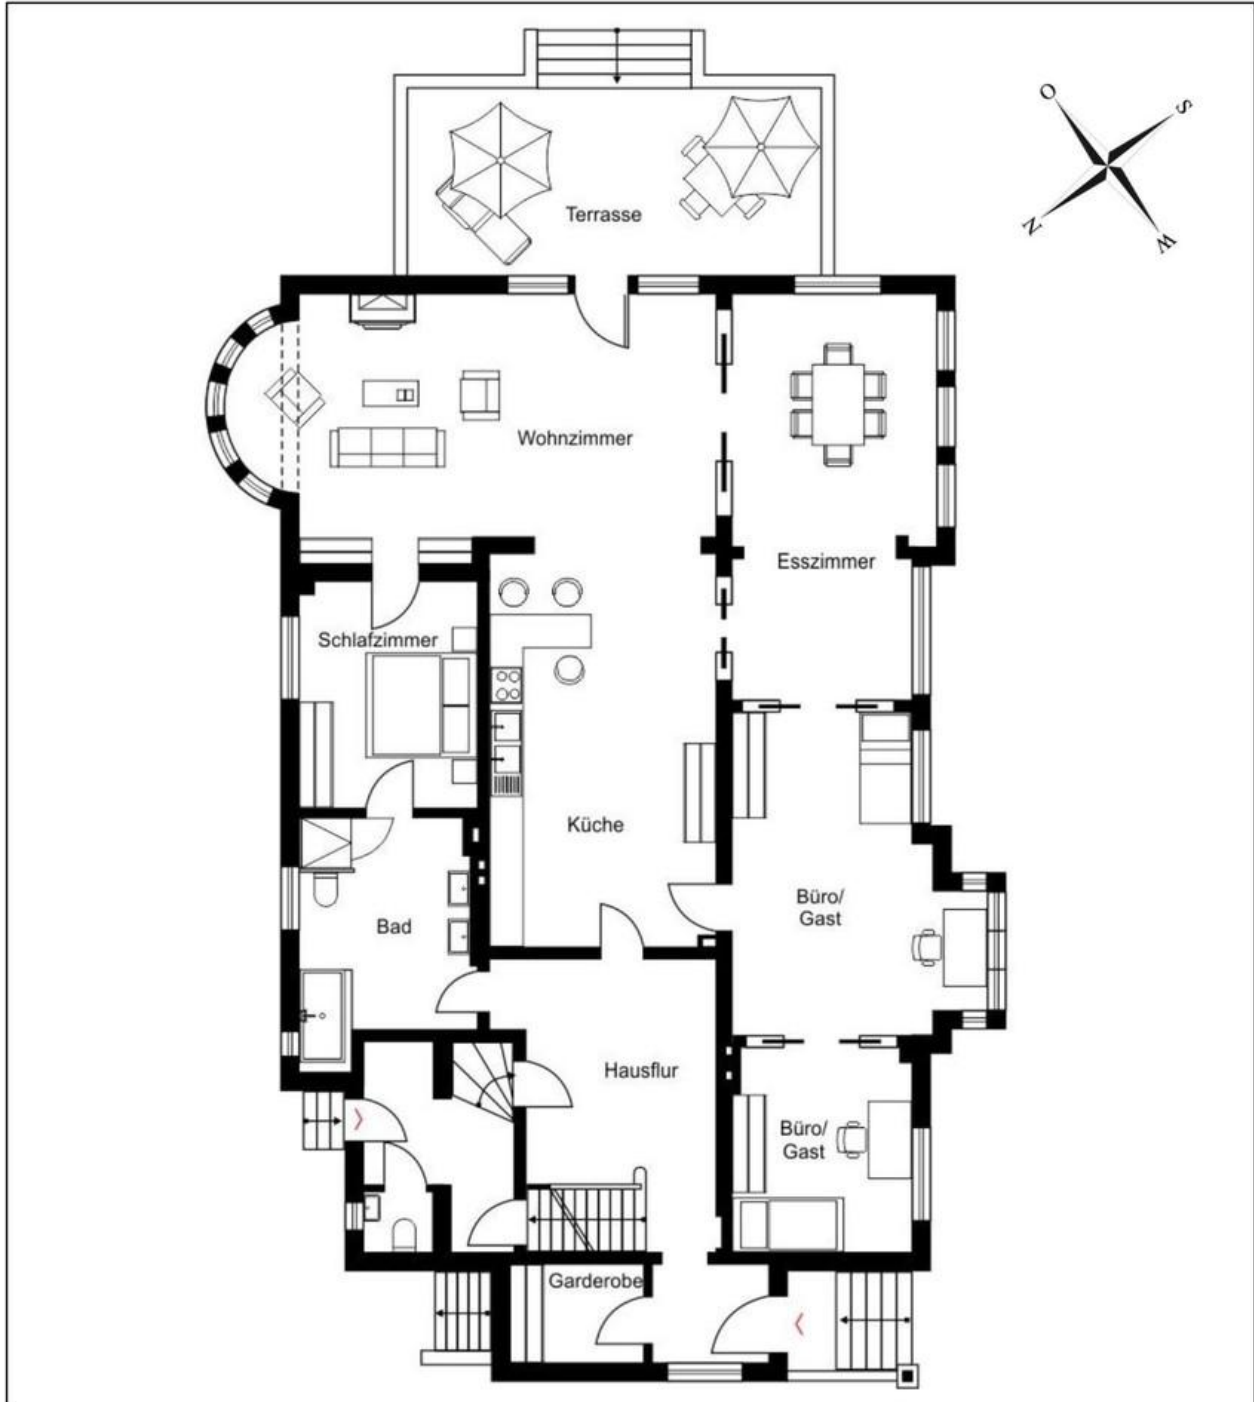 O
S
N
W
Terrasse
Wohnzimmer
Esszimmer
Schlafzimmer
Küche
Büro/
Gast
Bad
Hausflur
Büro/
Gast
Garderobe